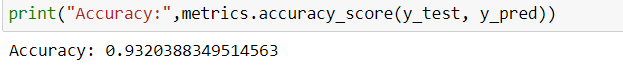 print("Accuracy:",metrics.accuracy_score(y_test, y_pred))
Accuracy: 0.9320388349514563